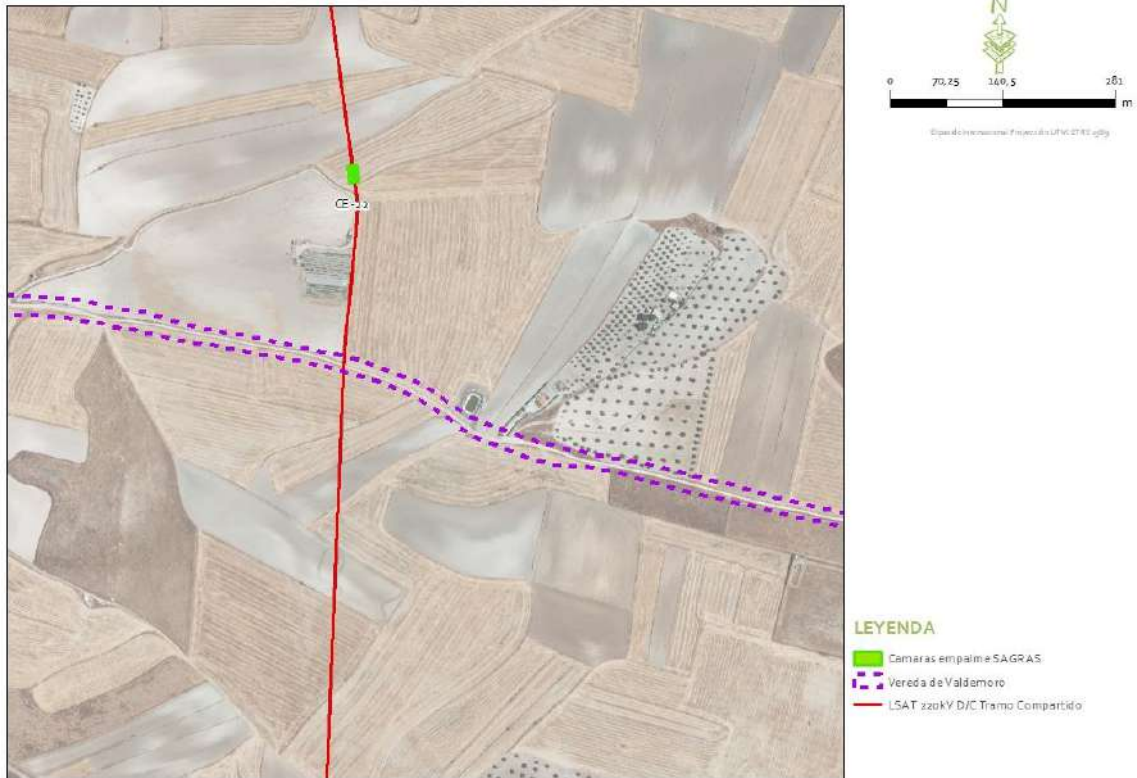 N
0 70,25 140,5 281
m
CE-22
LEYENDA
Camaras empalme SAGRAS
Vereda de Valdemoro
LSAT 220kV D/C Tramo Compartido